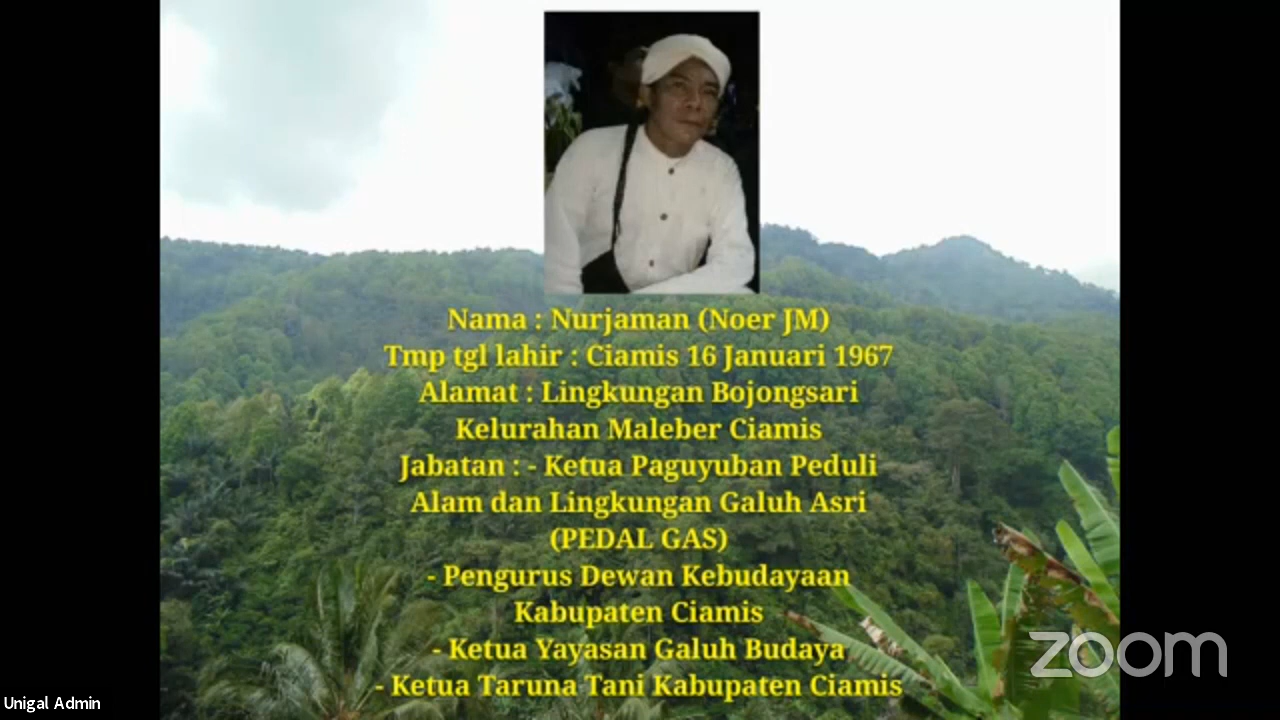 Nama : Nurjaman (Noer JM)
Tmp tgl lahir : Ciamis 16 Januari 1967
Alamat : Lingkungan Bojongsari
Kelurahan Maleber Ciamis
Jabatan : - Ketua Paguyuban Peduli
Alam dan Lingkungan Galuh Asri
(PEDAL GAS)
- Pengurus Dewan Kebudayaan
Kabupaten Ciamis
- Ketua Yayasan Galuh Budaya
- Ketua Taruna Tani Kabupaten Ciamis
zoom
Unigal Admin